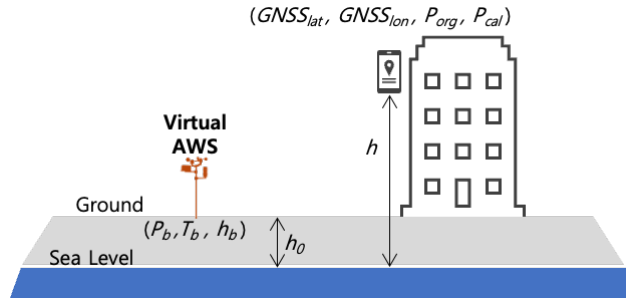 (GNSSlat, GNSSlon, Porg, Pcal)
Virtual
AWS
h
Ground
(Pb,Tb, hb)
h0
Sea Level